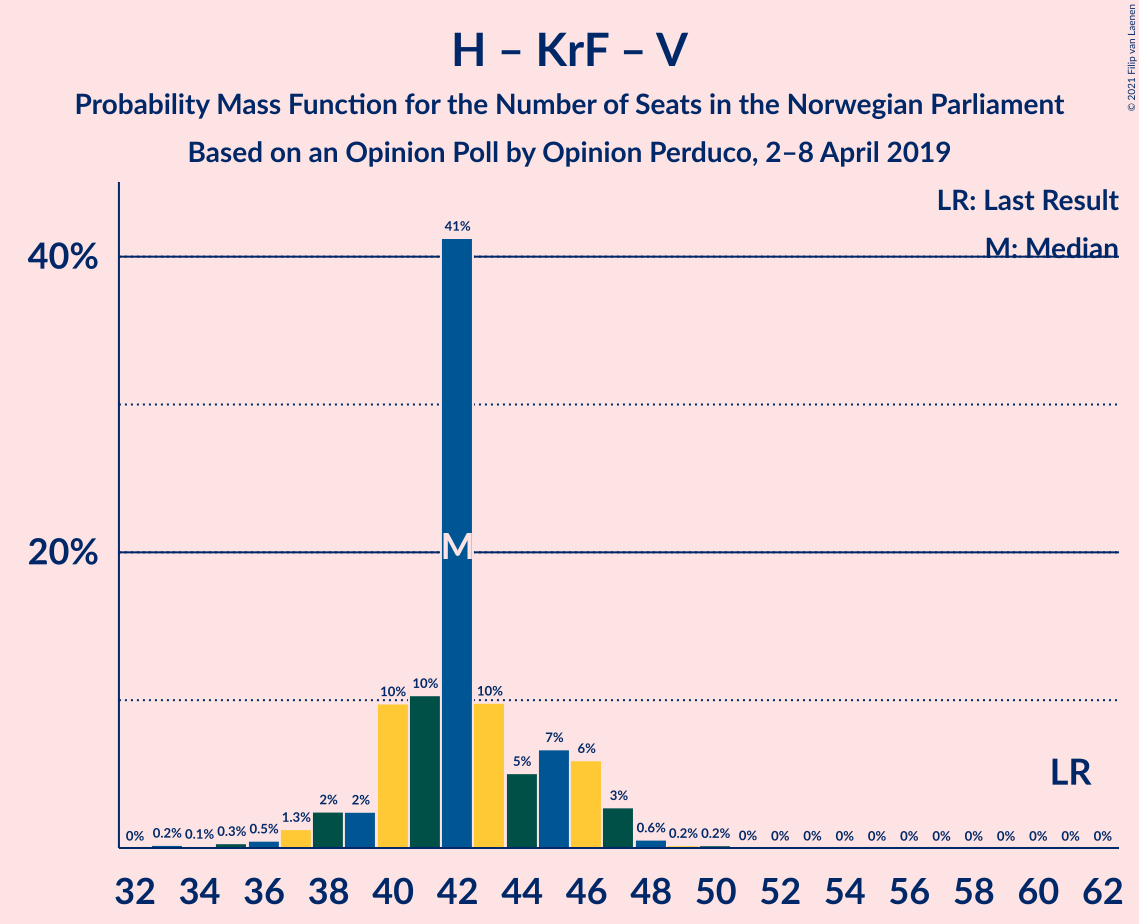 H – KrF – V
Probability Mass Function for the Number of Seats in the Norwegian Parliament
Based on an Opinion Poll by Opinion Perduco, 2–8 April 2019
© 2021 Filip van Laenen
LR: Last Result
M: Median
40%
20%
0% 0.2% 0.1% 0.3% 0.5% 1.3% 2% 2% 10% 10% 41% 10% 5% 7% 6% 3% 0.6% 0.2% 0.2% 0% 0% 0% 0% 0% 0% 0% 0% 0% 0% 0% 0%
M
LR
32 34 36 38 40 42 44 46 48 50 52 54 56 58 60 62